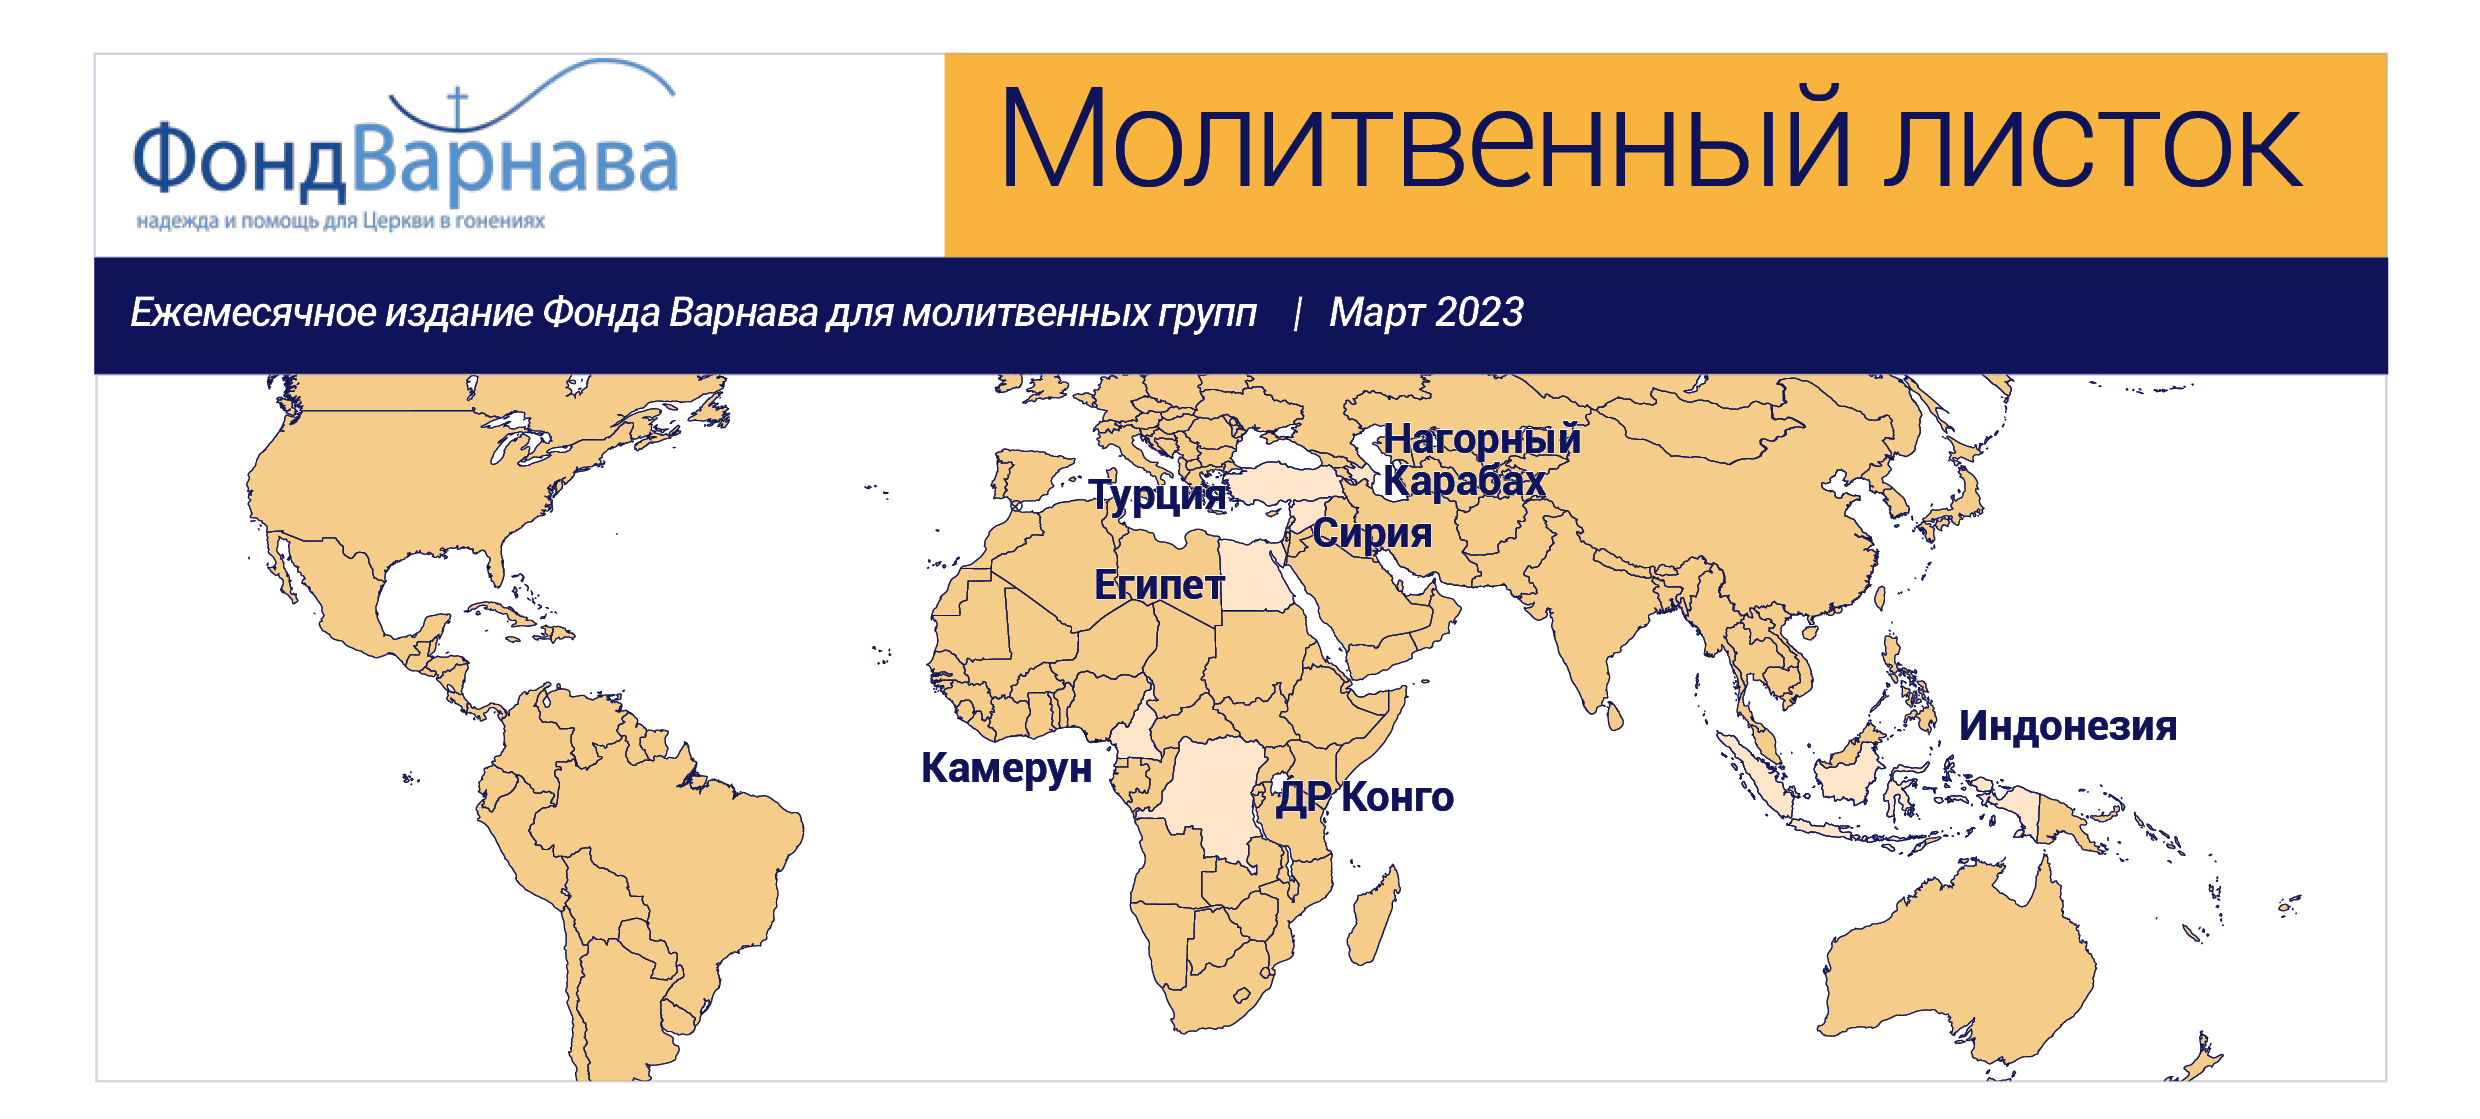 ФондВарнава
надежда и помощь для Церкви в гонениях
Молитвенный листок
Ежемесячное издание Фонда Варнава для молитвенных групп | Март 2023
Нагорный
Карабах
Турция
Сирия
Египет
Индонезия
Камерун
ДР Конго